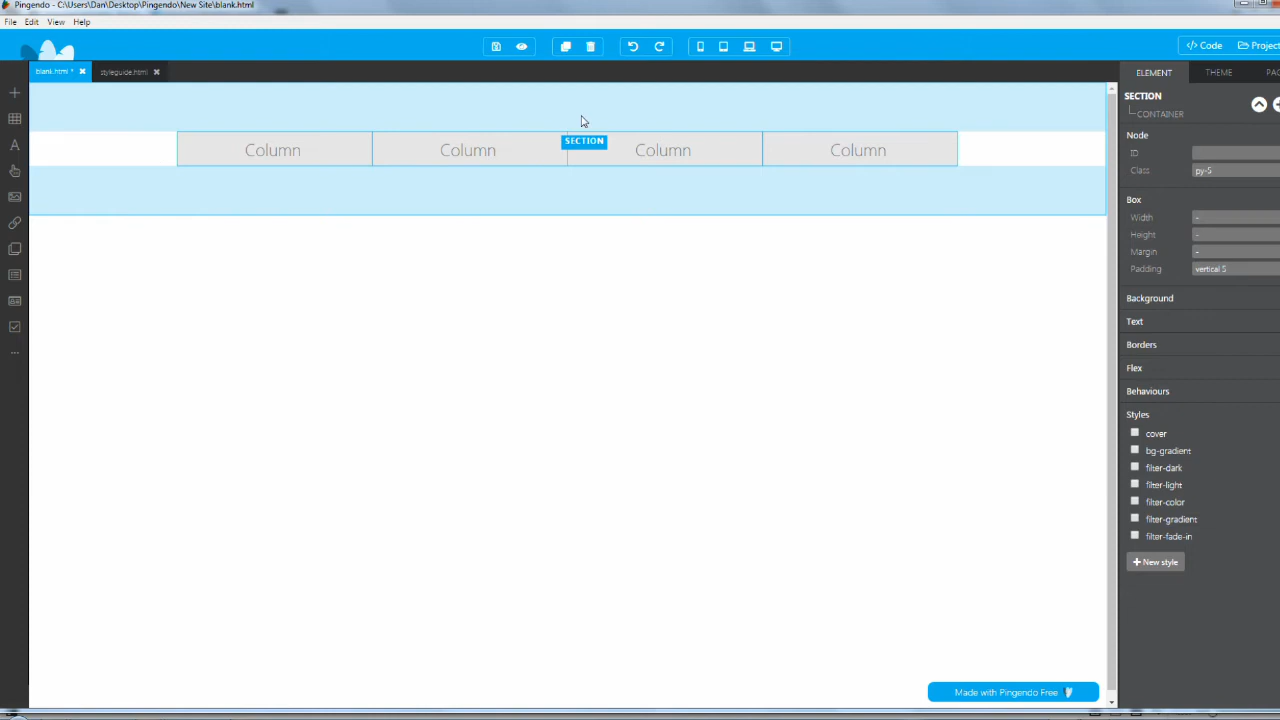 Pingendo - C:\Users\Dan\Desktop\Pingendo\New Site\blank.html
File Edit View Help
</> Code Project
blank.html * styleguide.html
ELEMENT THEME PAG
SECTION
CONTAINER
Node
ID
Class py-5
Box
Width -
Height -
Margin -
Padding vertical 5
Background
Text
Borders
Flex
Behaviours
Styles
cover
bg-gradient
filter-dark
filter-light
filter-color
filter-gradient
filter-fade-in
+ New style
SECTION
Column Column Column Column
Made with Pingendo Free